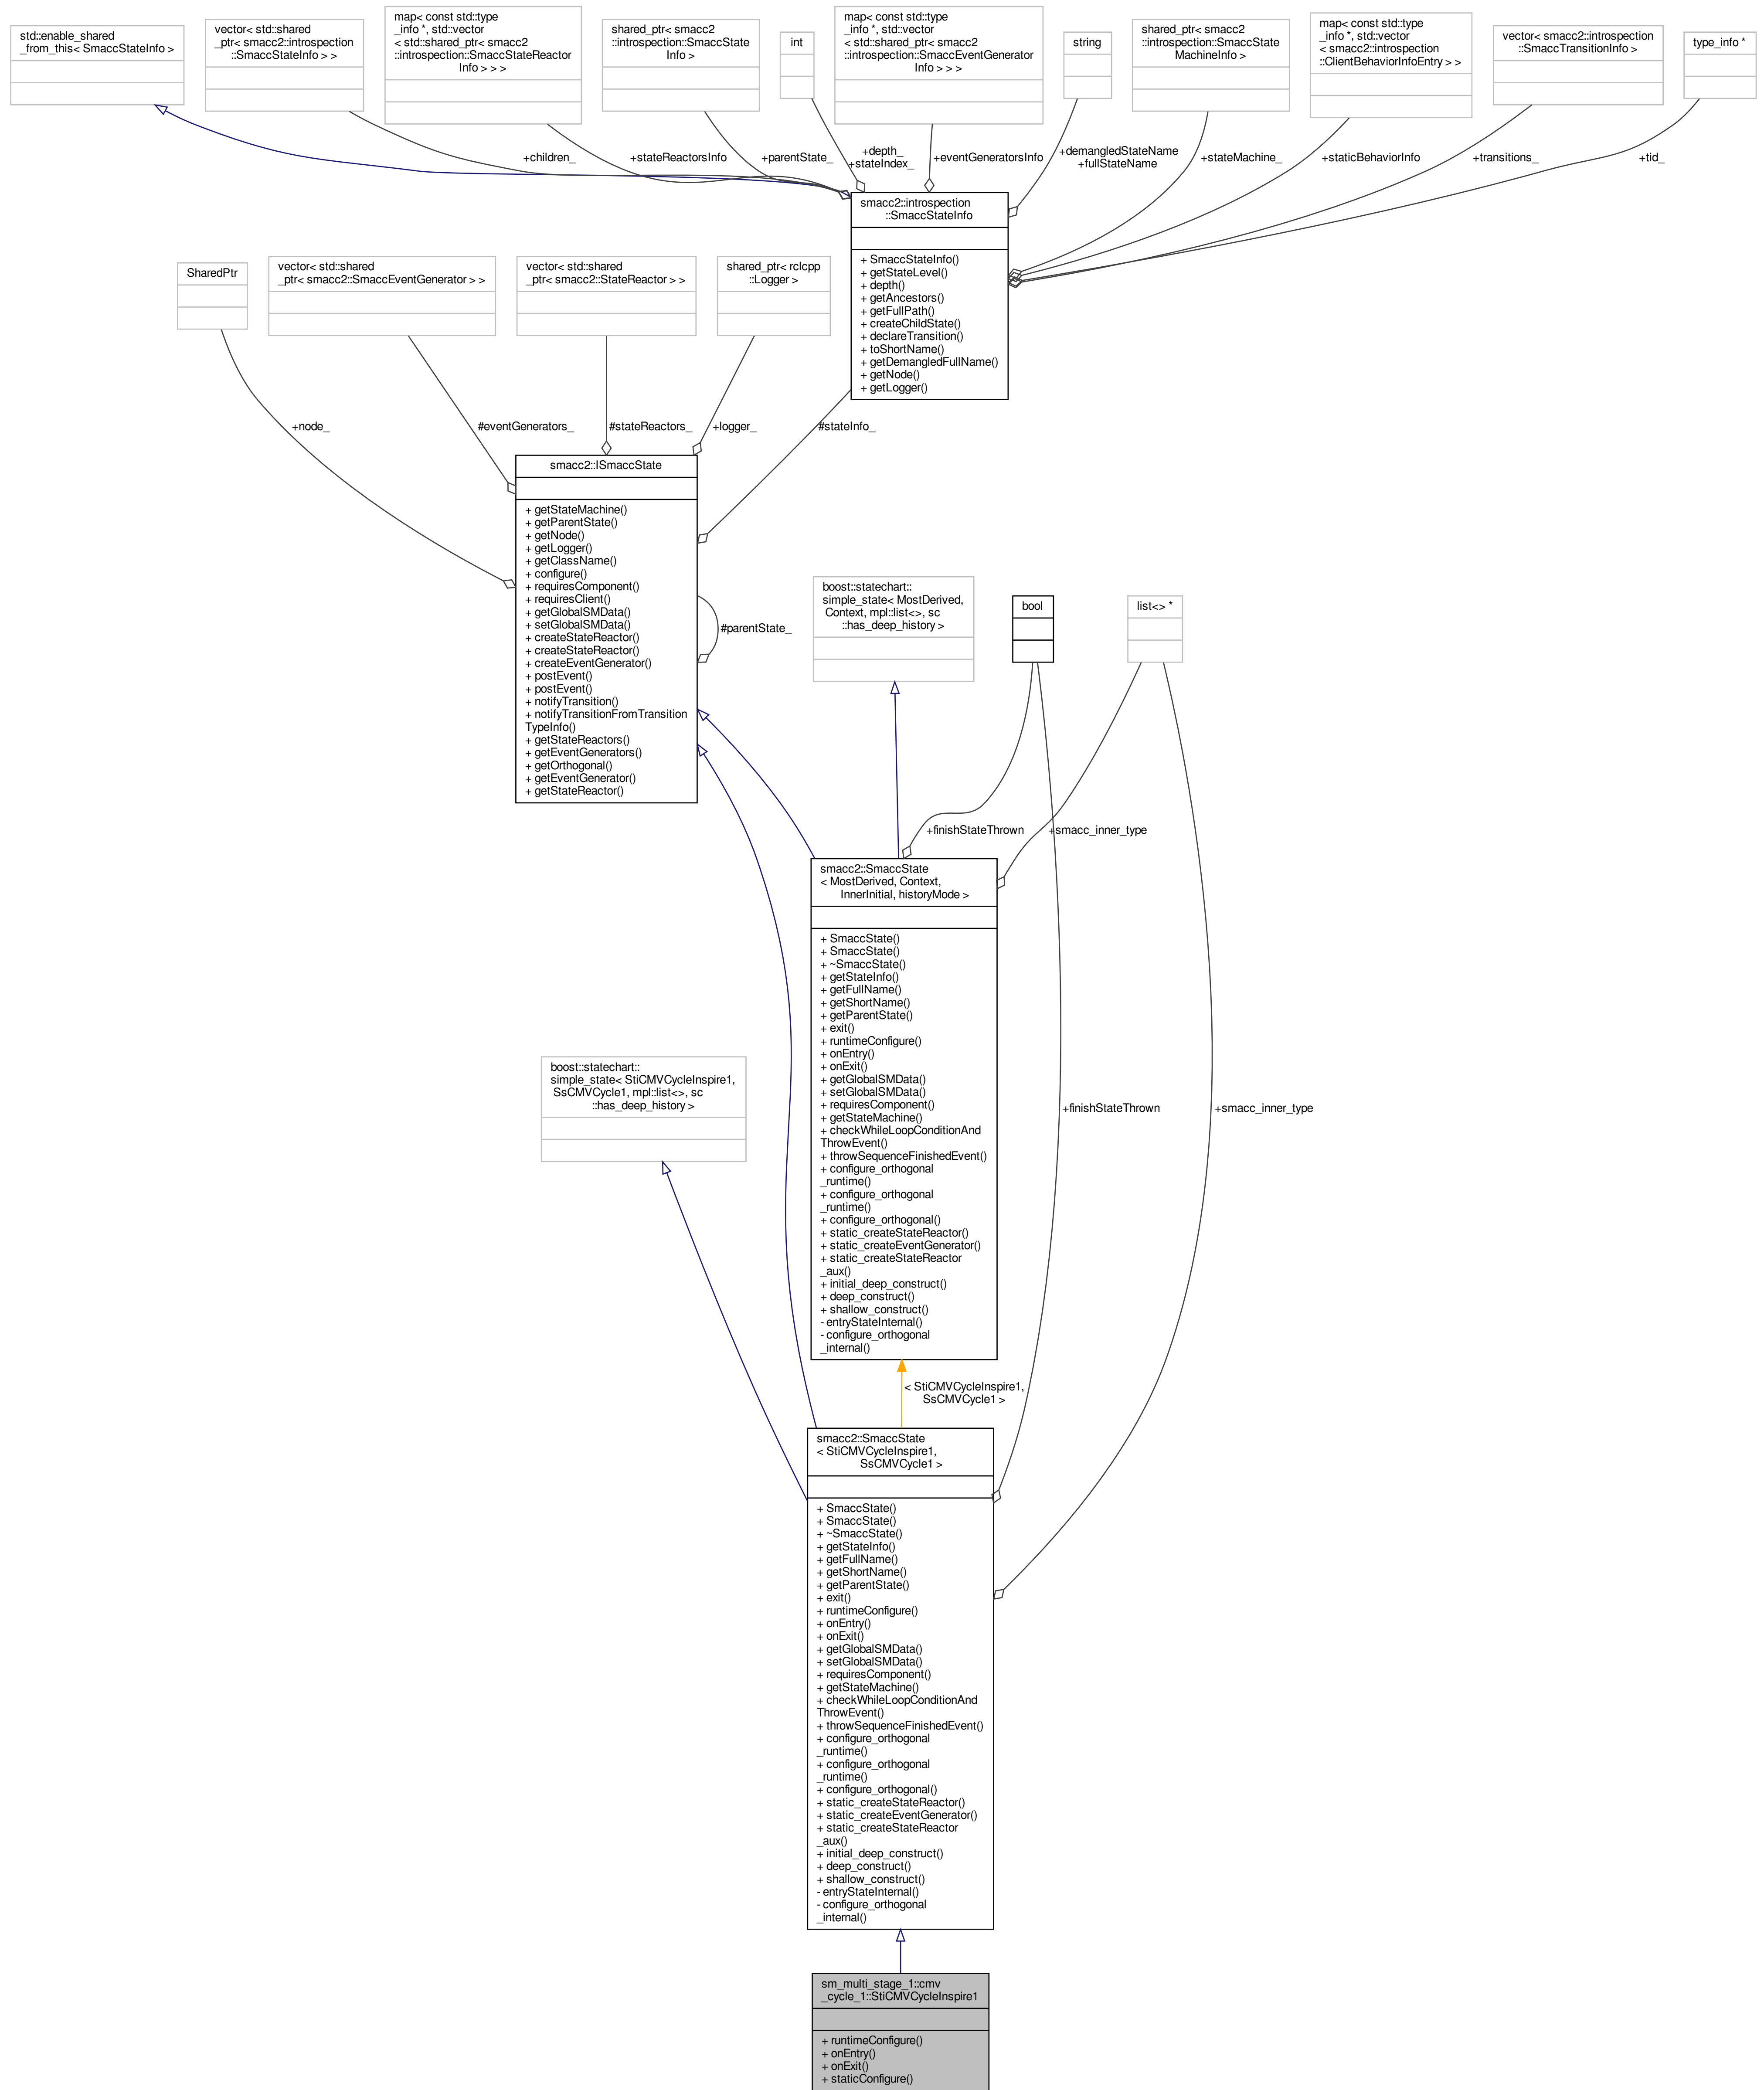 std::enable_shared
_from_this< SmaccStateInfo >
vector< std::shared
_ptr< smacc2::introspection
::SmaccStateInfo > >
map< const std::type
_info *, std::vector
< std::shared_ptr< smacc2
::introspection::SmaccStateReactor
Info > > >
shared_ptr< smacc2
::introspection::SmaccState
Info >
int
map< const std::type
_info *, std::vector
< std::shared_ptr< smacc2
::introspection::SmaccEventGenerator
Info > > >
string
shared_ptr< smacc2
::introspection::SmaccState
MachineInfo >
map< const std::type
_info *, std::vector
< smacc2::introspection
::ClientBehaviorInfoEntry > >
vector< smacc2::introspection
::SmaccTransitionInfo >
type_info *
+children_
+stateReactorsInfo
+parentState_
+depth_
+stateIndex_
+eventGeneratorsInfo
+demangledStateName
+fullStateName
+stateMachine_
+staticBehaviorInfo
+transitions_
+tid_
smacc2::introspection
::SmaccStateInfo
+ SmaccStateInfo()
+ getStateLevel()
+ depth()
+ getAncestors()
+ getFullPath()
+ createChildState()
+ declareTransition()
+ toShortName()
+ getDemangledFullName()
+ getNode()
+ getLogger()
SharedPtr
vector< std::shared
_ptr< smacc2::SmaccEventGenerator > >
vector< std::shared
_ptr< smacc2::StateReactor > >
shared_ptr< rclcpp
::Logger >
+node_
#eventGenerators_
#stateReactors_
+logger_
#stateInfo_
smacc2::ISmaccState
+ getStateMachine()
+ getParentState()
+ getNode()
+ getLogger()
+ getClassName()
+ configure()
+ requiresComponent()
+ requiresClient()
+ getGlobalSMData()
+ setGlobalSMData()
+ createStateReactor()
+ createStateReactor()
+ createEventGenerator()
+ postEvent()
+ postEvent()
+ notifyTransition()
+ notifyTransitionFromTransition
TypeInfo()
+ getStateReactors()
+ getEventGenerators()
+ getOrthogonal()
+ getEventGenerator()
+ getStateReactor()
#parentState_
boost::statechart::
simple_state< MostDerived,
Context, mpl::list<>, sc
::has_deep_history >
bool
list<> *
+finishStateThrown
+smacc_inner_type
smacc2::SmaccState
< MostDerived, Context,
InnerInitial, historyMode >
+ SmaccState()
+ SmaccState()
+ ~SmaccState()
+ getStateInfo()
+ getFullName()
+ getShortName()
+ getParentState()
+ exit()
+ runtimeConfigure()
+ onEntry()
+ onExit()
+ getGlobalSMData()
+ setGlobalSMData()
+ requiresComponent()
+ getStateMachine()
+ checkWhileLoopConditionAnd
ThrowEvent()
+ throwSequenceFinishedEvent()
+ configure_orthogonal
_runtime()
+ configure_orthogonal
_runtime()
+ configure_orthogonal()
+ static_createStateReactor()
+ static_createEventGenerator()
+ static_createStateReactor
_aux()
+ initial_deep_construct()
+ deep_construct()
+ shallow_construct()
- entryStateInternal()
- configure_orthogonal
_internal()
boost::statechart::
simple_state< StiCMVCycleInspire1,
SsCMVCycle1, mpl::list<>, sc
::has_deep_history >
+finishStateThrown
+smacc_inner_type
< StiCMVCycleInspire1,
SsCMVCycle1 >
smacc2::SmaccState
< StiCMVCycleInspire1,
SsCMVCycle1 >
+ SmaccState()
+ SmaccState()
+ ~SmaccState()
+ getStateInfo()
+ getFullName()
+ getShortName()
+ getParentState()
+ exit()
+ runtimeConfigure()
+ onEntry()
+ onExit()
+ getGlobalSMData()
+ setGlobalSMData()
+ requiresComponent()
+ getStateMachine()
+ checkWhileLoopConditionAnd
ThrowEvent()
+ throwSequenceFinishedEvent()
+ configure_orthogonal
_runtime()
+ configure_orthogonal
_runtime()
+ configure_orthogonal()
+ static_createStateReactor()
+ static_createEventGenerator()
+ static_createStateReactor
_aux()
+ initial_deep_construct()
+ deep_construct()
+ shallow_construct()
- entryStateInternal()
- configure_orthogonal
_internal()
sm_multi_stage_1::cmv
_cycle_1::StiCMVCycleInspire1
+ runtimeConfigure()
+ onEntry()
+ onExit()
+ staticConfigure()